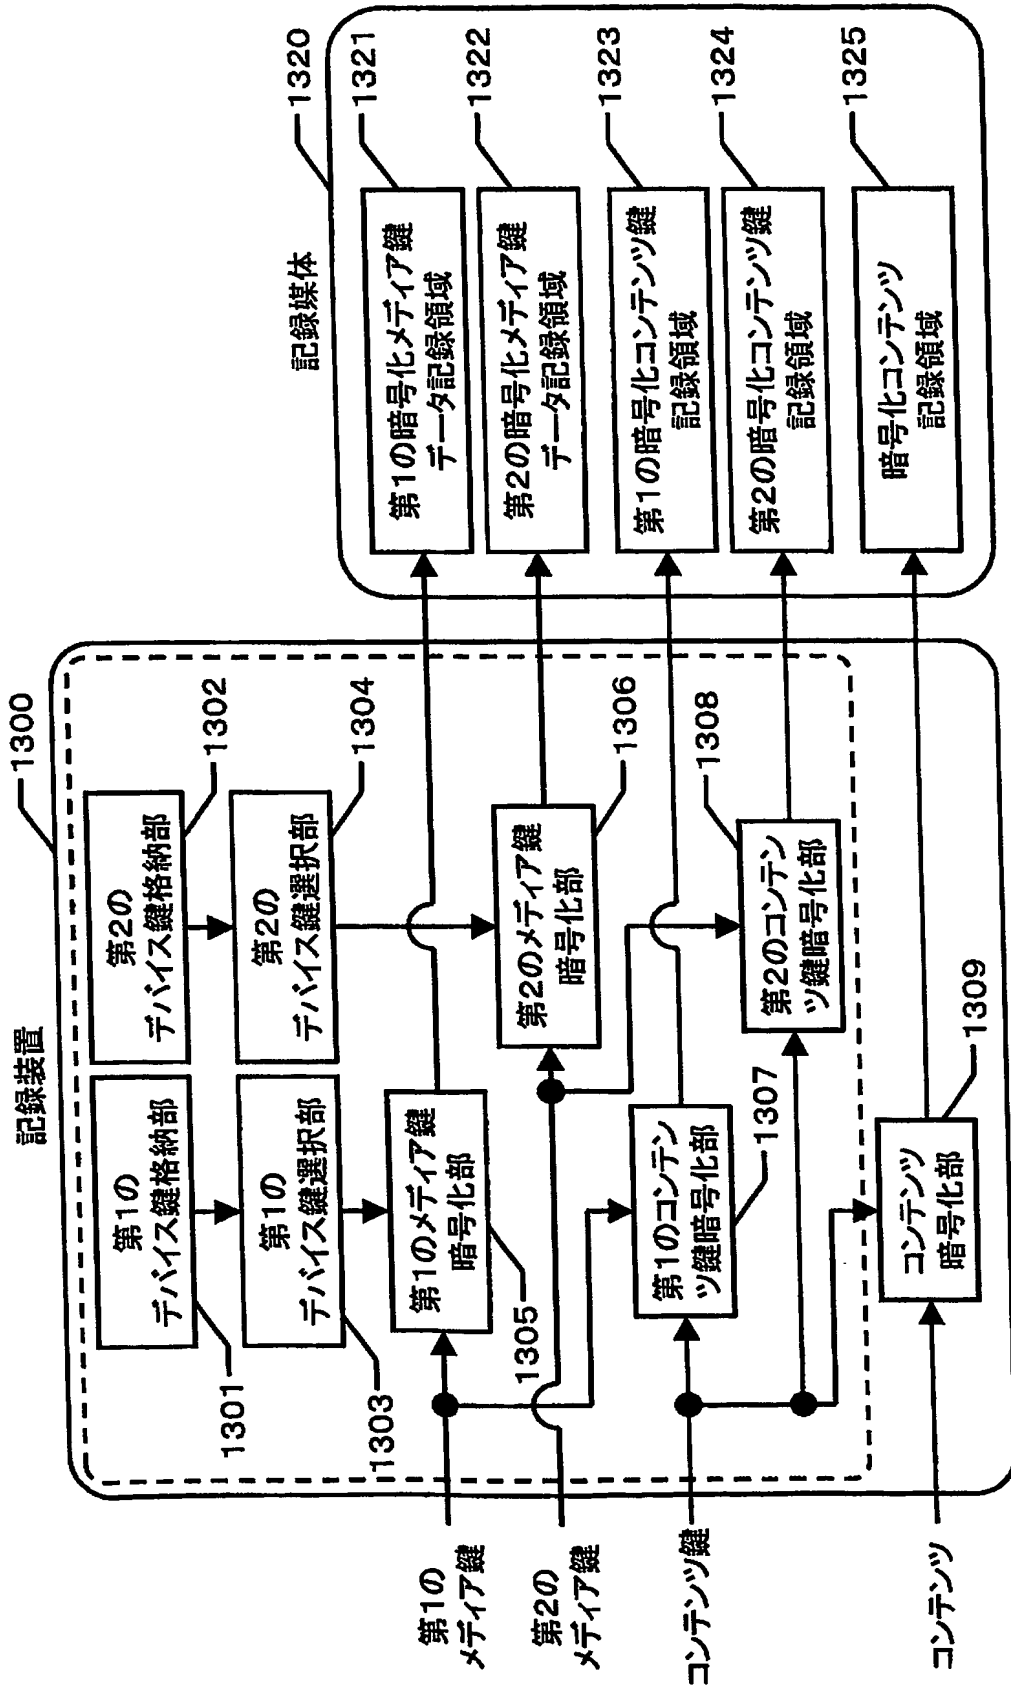 記録装置
1300
第1の
デバイス鍵格納部
1301
第2の
デバイス鍵格納部
1302
第1の
デバイス鍵選択部
1303
第2の
デバイス鍵選択部
1304
第1の
メディア鍵
第1のメディア鍵
暗号化部
1305
第2の
メディア鍵
第2のメディア鍵
暗号化部
1306
コンテンツ鍵
第1のコンテン
ツ鍵暗号化部
1307
第2のコンテン
ツ鍵暗号化部
1308
コンテンツ
コンテンツ
暗号化部
1309
記録媒体
1320
第1の暗号化メディア鍵
データ記録領域
1321
第2の暗号化メディア鍵
データ記録領域
1322
第1の暗号化コンテンツ鍵
記録領域
1323
第2の暗号化コンテンツ鍵
記録領域
1324
暗号化コンテンツ
記録領域
1325